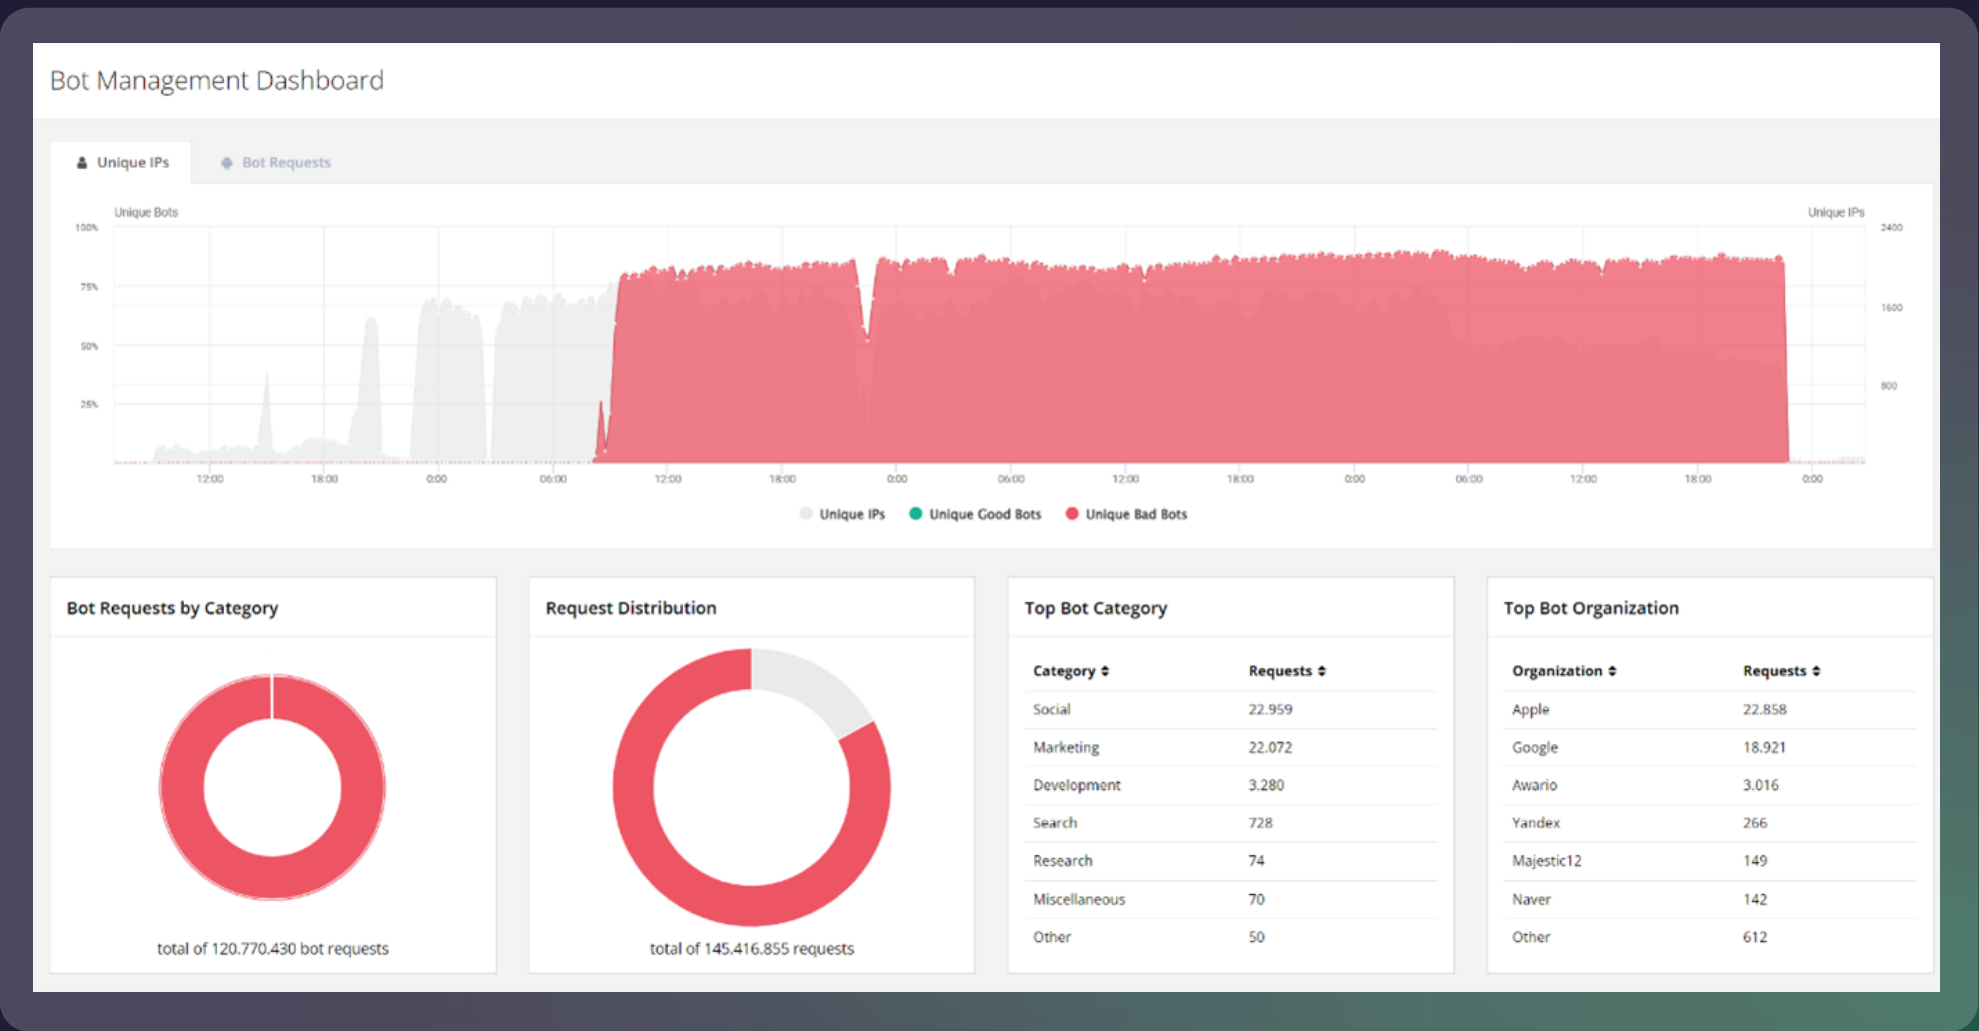 Bot Management Dashboard
Unique IPs
Bot Requests
Unique Bots
Unique IPs
100%
75%
50%
25%
2400
1600
800
12:00 18:00 0:00 06:00 12:00 18:00 0:00 06:00 12:00 18:00 0:00 06:00 12:00 18:00 0:00
Unique IPs Unique Good Bots Unique Bad Bots
Bot Requests by Category
total of 120.770.430 bot requests
Request Distribution
total of 145.416.855 requests
Top Bot Category
Category Requests
Social 22.959
Marketing 22.072
Development 3.280
Search 728
Research 74
Miscellaneous 70
Other 50
Top Bot Organization
Organization Requests
Apple 22.858
Google 18.921
Awario 3.016
Yandex 266
Majestic12 149
Naver 142
Other 612